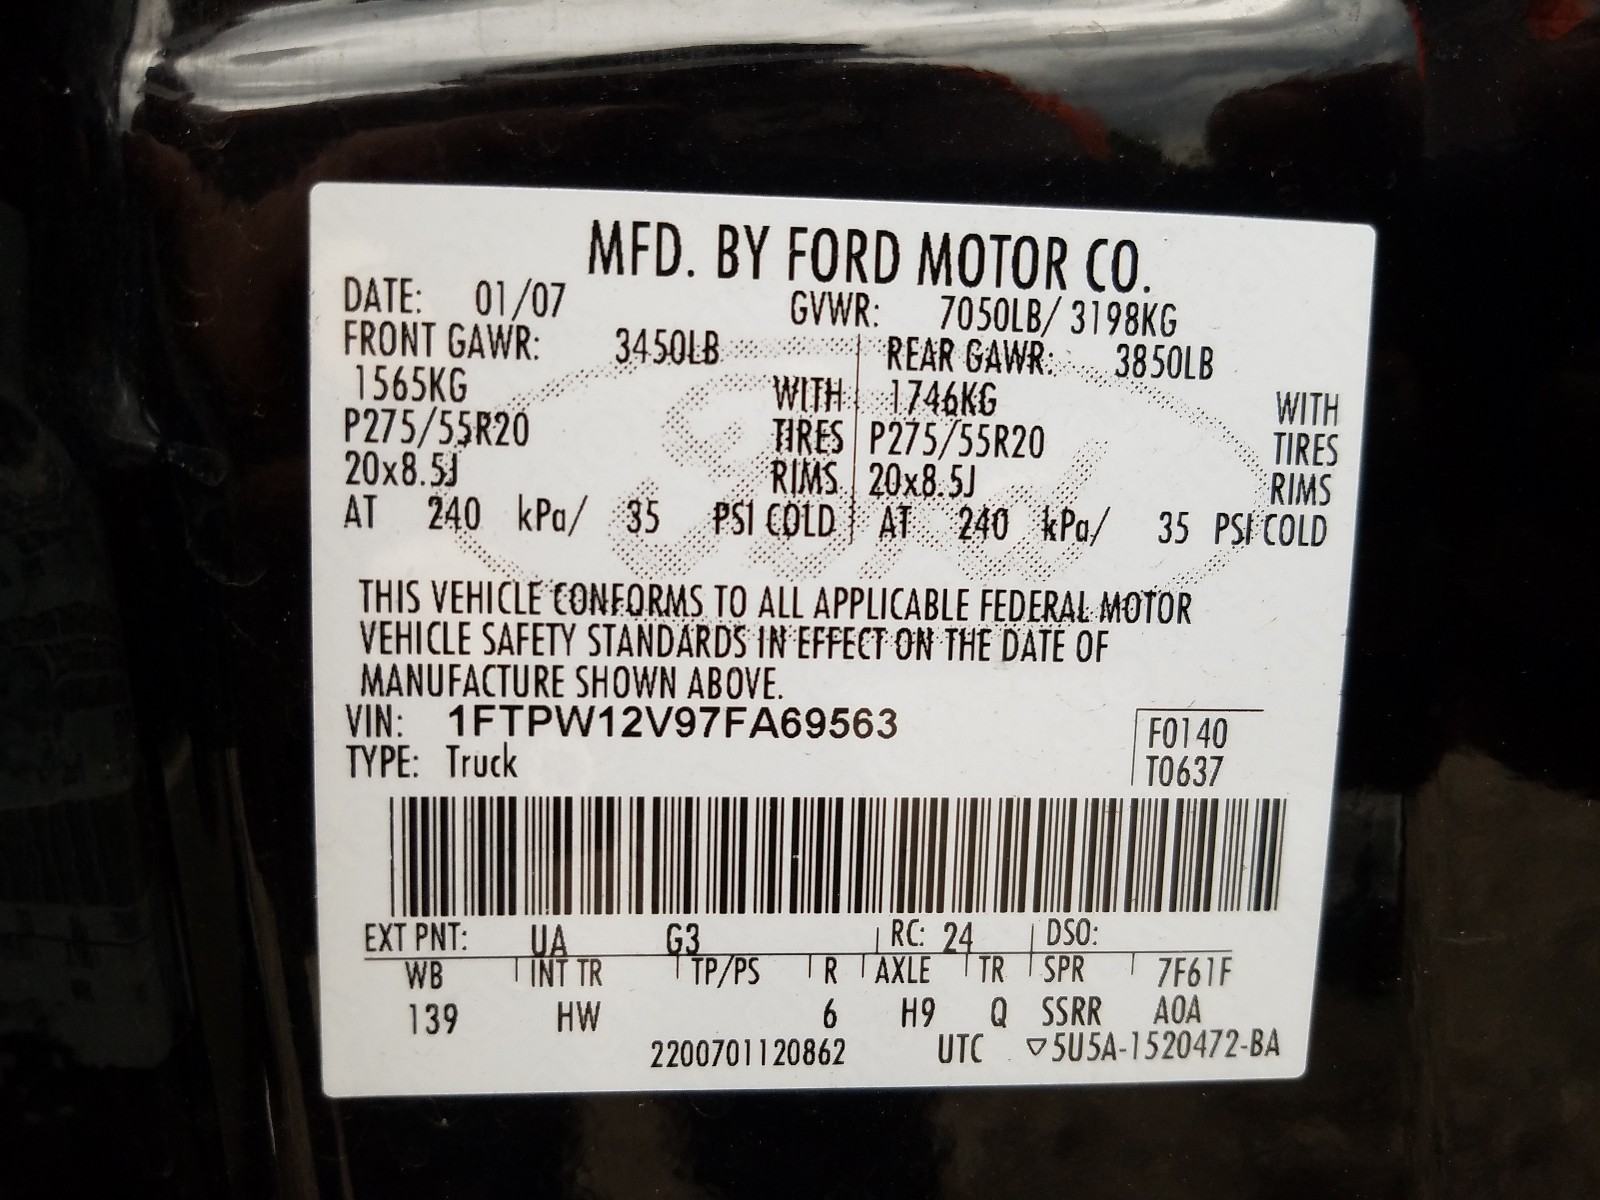 MFD. BY FORD MOTOR CO.
DATE: 01/07 GVWR: 7050LB/ 3198KG
FRONT GAWR: 3450LB REAR GAWR: 3850LB
1565KG WITH 1746KG WITH
P275/55R20 TIRES P275/55R20 TIRES
20x8.5J RIMS 20x8.5J RIMS
AT 240 kPa/ 35 PSI COLD AT 240 kPa/ 35 PSI COLD
Ford
THIS VEHICLE CONFORMS TO ALL APPLICABLE FEDERAL MOTOR
VEHICLE SAFETY STANDARDS IN EFFECT ON THE DATE OF
MANUFACTURE SHOWN ABOVE.
VIN: 1FTPW12V97FA69563 F0140
TYPE: Truck T0637
EXT PNT: UA G3 RC: 24 DSO:
WB INT TR TP/PS R AXLE TR SPR 7F61F
139 HW 6 H9 Q SSRR A0A
2200701120862 UTC ▽5U5A-1520472-BA